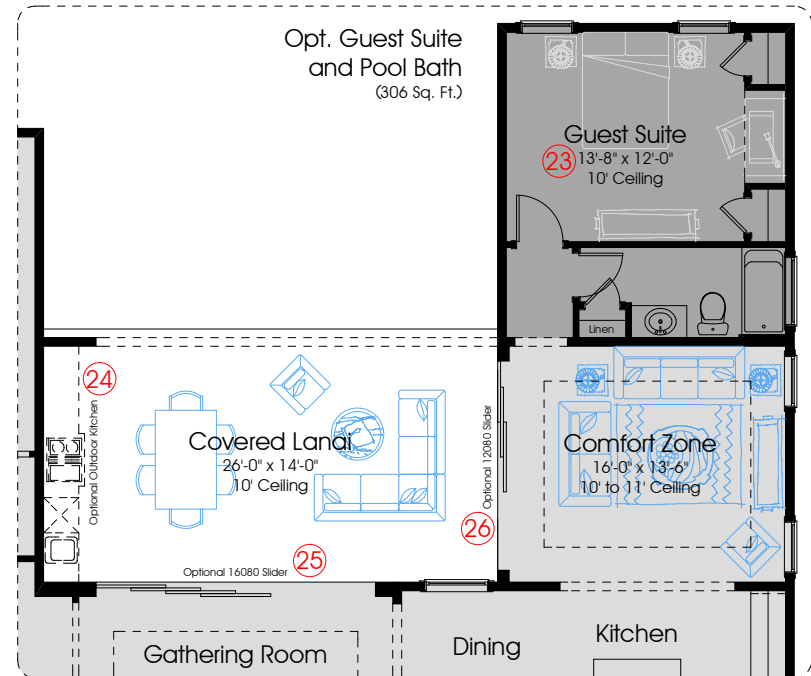 Opt. Guest Suite
and Pool Bath
(306 Sq. Ft.)
Guest Suite
23
13'-8" x 12'-0"
10' Ceiling
Linen
24
Optional OUtdoor Kitchen
Covered Lanai
26'-0" x 14'-0"
10' Ceiling
Optional 12080 Slider
Comfort Zone
16'-0" x 13'-6"
10' to 11' Ceiling
26
25
Optional 16080 Slider
Gathering Room
Dining
Kitchen